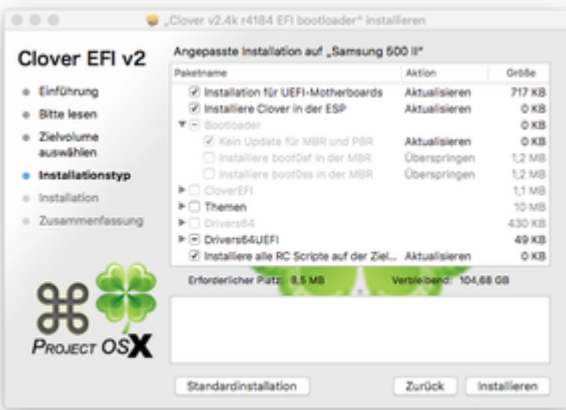 „Clover v2.4k r4184 EFI bootloader“ installieren
Clover EFI v2
Angepasste Installation auf „Samsung 500 II“
Paketname Aktion Größe
Einführung
Bitte lesen
Zielvolume
auswählen
Installationstyp
Installation
Zusammenfassung
Installation für UEFI-Motherboards Aktualisieren 717 KB
Installiere Clover in der ESP Aktualisieren 0 KB
Bootloader 0 KB
Kein Update für MBR und PBR Aktualisieren 0 KB
Installiere boot0af in der MBR Überspringen 1,2 MB
Installiere boot0ss in der MBR Überspringen 1,2 MB
CloverEFI 1,1 MB
Themen 10 MB
Drivers64 430 KB
Drivers64UEFI 49 KB
Installiere alle RC Scripte auf der Ziel... Aktualisieren 0 KB
Erforderlicher Platz: 8,5 MB Verbleibend: 104,68 GB
PROJECT OSX
Standardinstallation Zurück Installieren